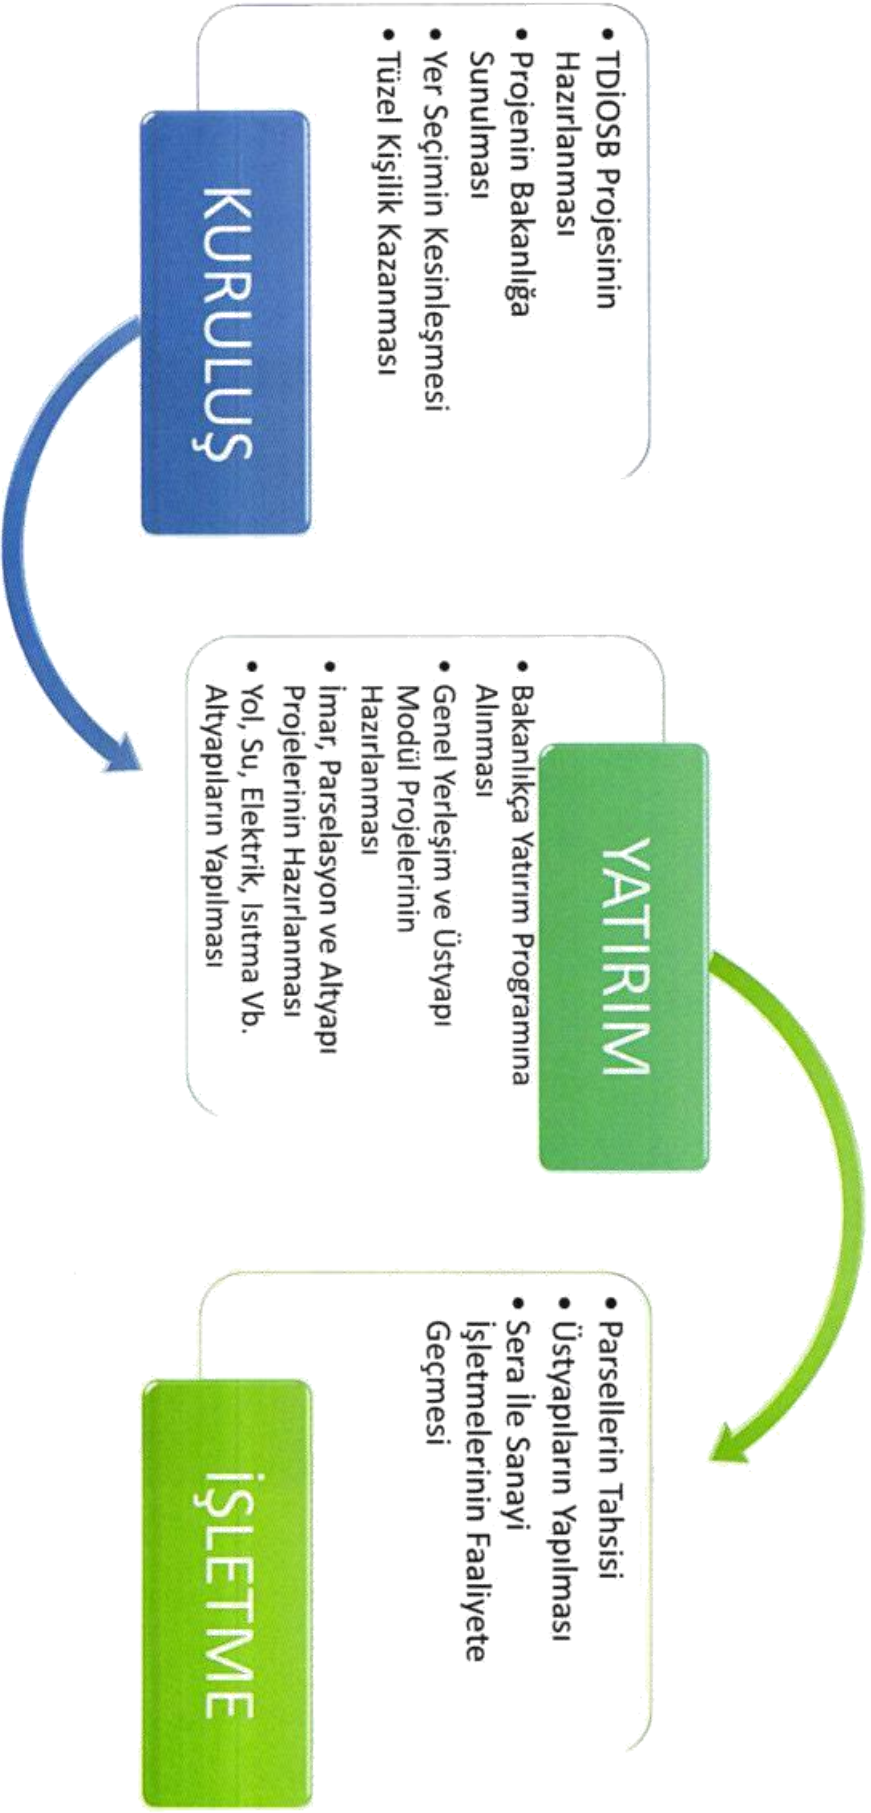 • TDİOSB Projesinin
Hazırlanması
• Projenin Bakanlığa
Sunulması
• Yer Seçimin Kesinleşmesi
• Tüzel Kişilik Kazanması
KURULUŞ
YATIRIM
• Bakanlıkça Yatırım Programına
Alınması
• Genel Yerleşim ve Üstyapı
Modül Projelerinin
Hazırlanması
• İmar, Parselasyon ve Altyapı
Projelerinin Hazırlanması
• Yol, Su, Elektrik, Isıtma Vb.
Altyapıların Yapılması
• Parsellerin Tahsisi
• Üstyapıların Yapılması
• Sera İle Sanayi
İşletmelerinin Faaliyete
Geçmesi
İŞLETME